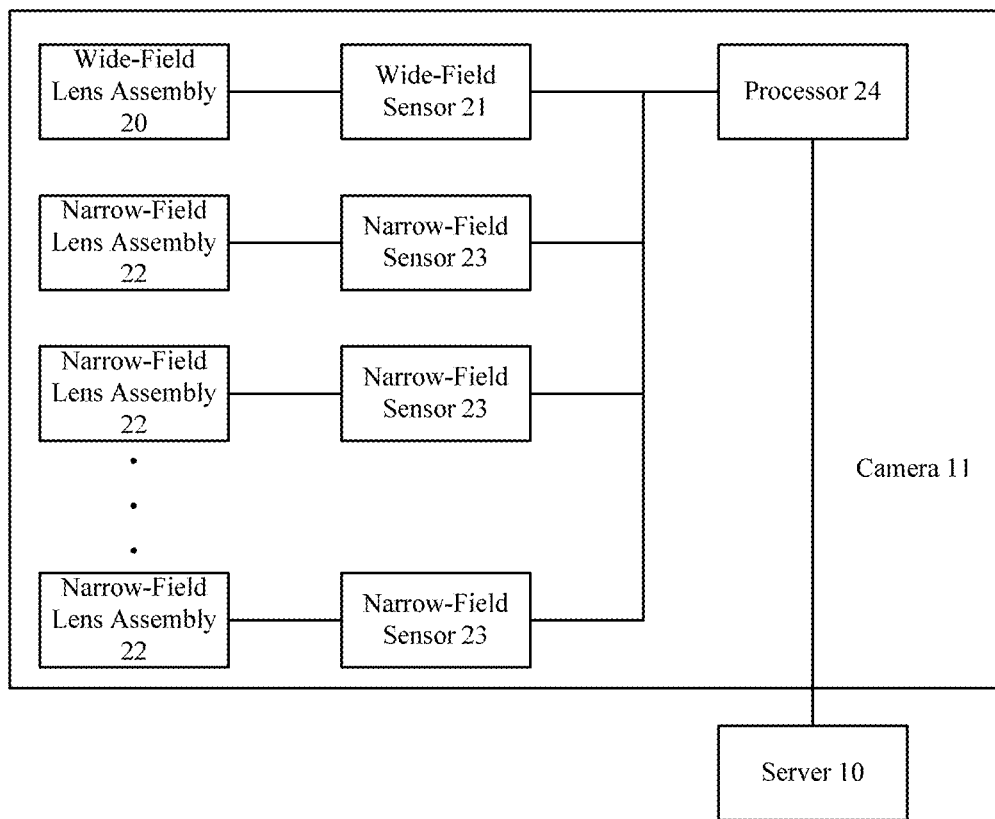 Wide-Field
Lens Assembly
20
Wide-Field
Sensor 21
Processor 24
Narrow-Field
Lens Assembly
22
Narrow-Field
Sensor 23
Narrow-Field
Lens Assembly
22
Narrow-Field
Sensor 23
Camera 11
Narrow-Field
Lens Assembly
22
Narrow-Field
Sensor 23
Server 10